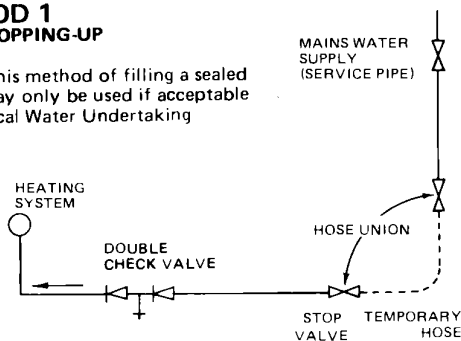 OD 1
OPPING-UP
his method of filling a sealed
ay only be used if acceptable
cal Water Undertaking
MAINS WATER
SUPPLY
(SERVICE PIPE)
HEATING
SYSTEM
DOUBLE
CHECK VALVE
HOSE UNION
STOP
VALVE
TEMPORARY
HOSE